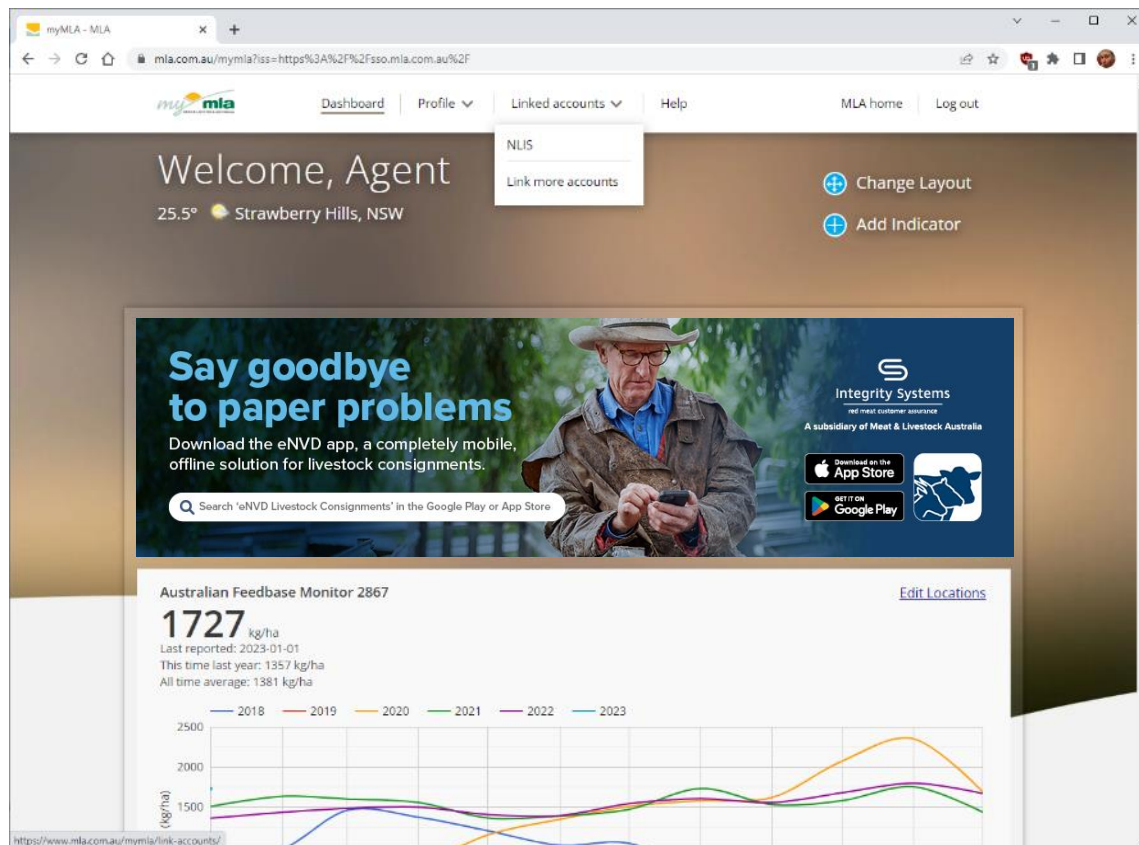 myMLA - MLA
mla.com.au/mymla?iss=https%3A%2F%2Fsso.mla.com.au%2F
my mla
Dashboard Profile Linked accounts Help MLA home Log out
NLIS
Link more accounts
Welcome, Agent
25.5° Strawberry Hills, NSW
Change Layout
Add Indicator
Say goodbye
to paper problems
Download the eNVD app, a completely mobile,
offline solution for livestock consignments.
Search 'eNVD Livestock Consignments' in the Google Play or App Store
Integrity Systems
red meat customer assurance
A subsidiary of Meat & Livestock Australia
Download on the
App Store
GET IT ON
Google Play
Australian Feedbase Monitor 2867
Edit Locations
1727 kg/ha
Last reported: 2023-01-01
This time last year: 1357 kg/ha
All time average: 1381 kg/ha
2018 2019 2020 2021 2022 2023
2500
2000
1500
(kg/ha)
https://www.mla.com.au/mymla/link-accounts/